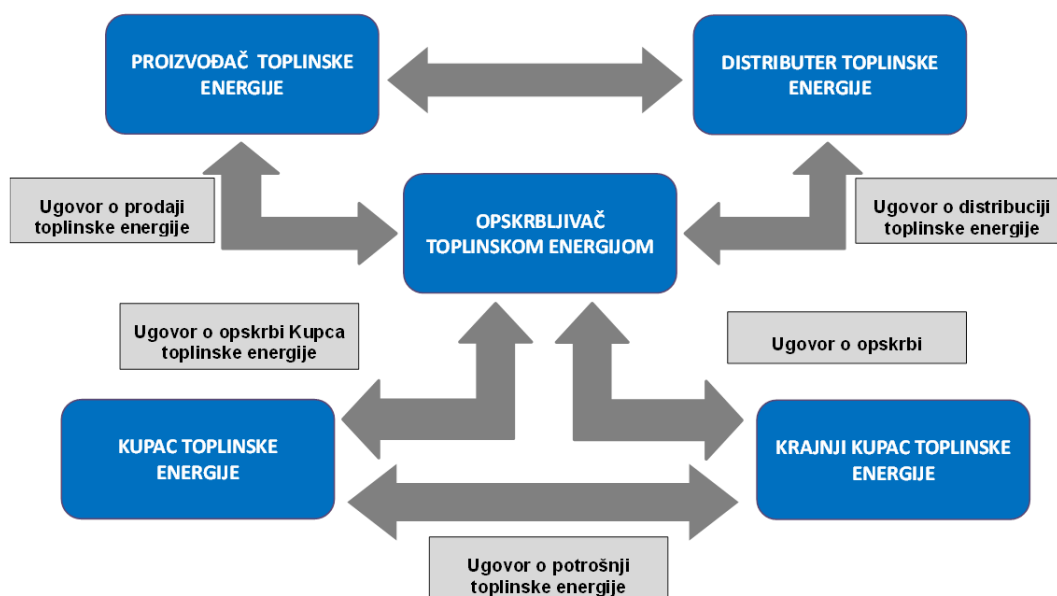 PROIZVOĐAČ TOPLINSKE
ENERGIJE
DISTRIBUTER TOPLINSKE
ENERGIJE
Ugovor o prodaji
toplinske energije
OPSKRBLJIVAČ
TOPLINSKOM ENERGIJOM
Ugovor o distribuciji
toplinske energije
Ugovor o opskrbi Kupca
toplinske energije
Ugovor o opskrbi
KUPAC TOPLINSKE
ENERGIJE
KRAJNJI KUPAC TOPLINSKE
ENERGIJE
Ugovor o potrošnji
toplinske energije